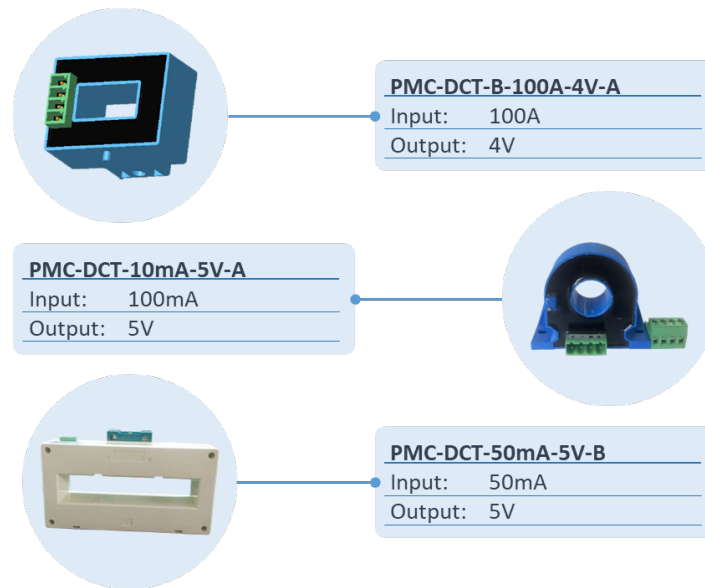 PMC-DCT-B-100A-4V-A
Input: 100A
Output: 4V
PMC-DCT-10mA-5V-A
Input: 100mA
Output: 5V
PMC-DCT-50mA-5V-B
Input: 50mA
Output: 5V